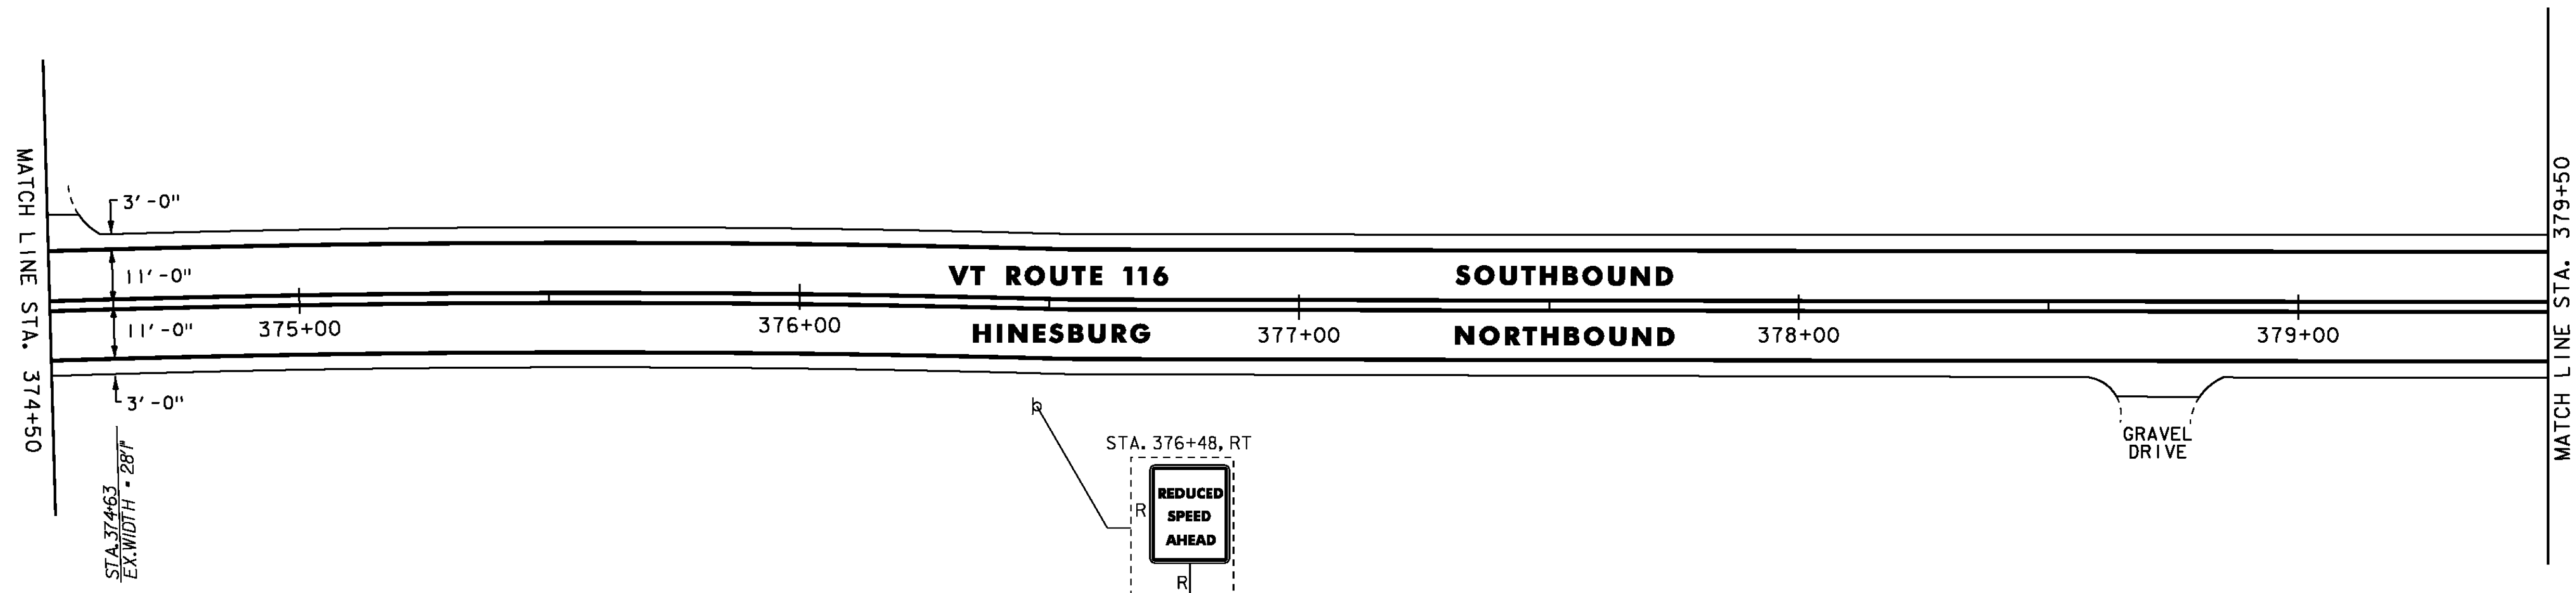 MATCH LINE STA. 374+50
3'-0"
11'-0"
11'-0"
3'-0"
STA.374+63
EX.WIDTH = 28'±
375+00
376+00
VT ROUTE 116
SOUTHBOUND
HINESBURG
377+00
NORTHBOUND
378+00
379+00
STA. 376+48, RT
R
REDUCED
SPEED
AHEAD
R
GRAVEL
DRIVE
MATCH LINE STA. 379+50